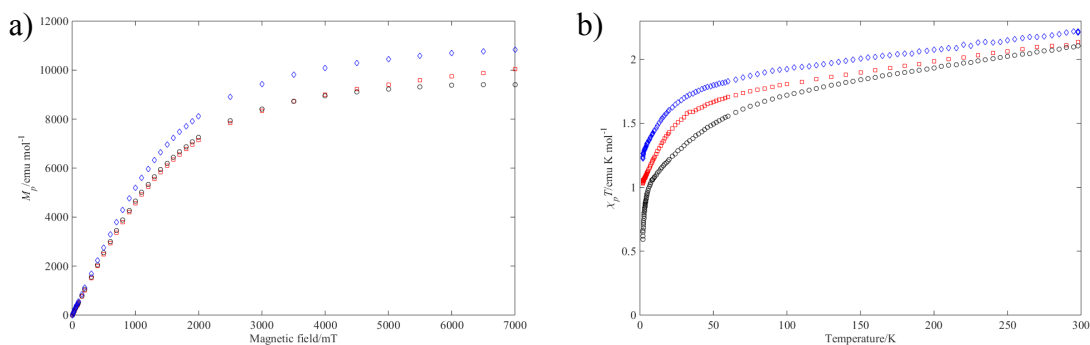 a)
12000
10000
8000
6000
4000
2000
0
M_p/emu mol⁻¹
0 1000 2000 3000 4000 5000 6000 7000
Magnetic field/mT
b)
2
1.5
1
0.5
0
χ_pT/emu K mol⁻¹
0 50 100 150 200 250 300
Temperature/K